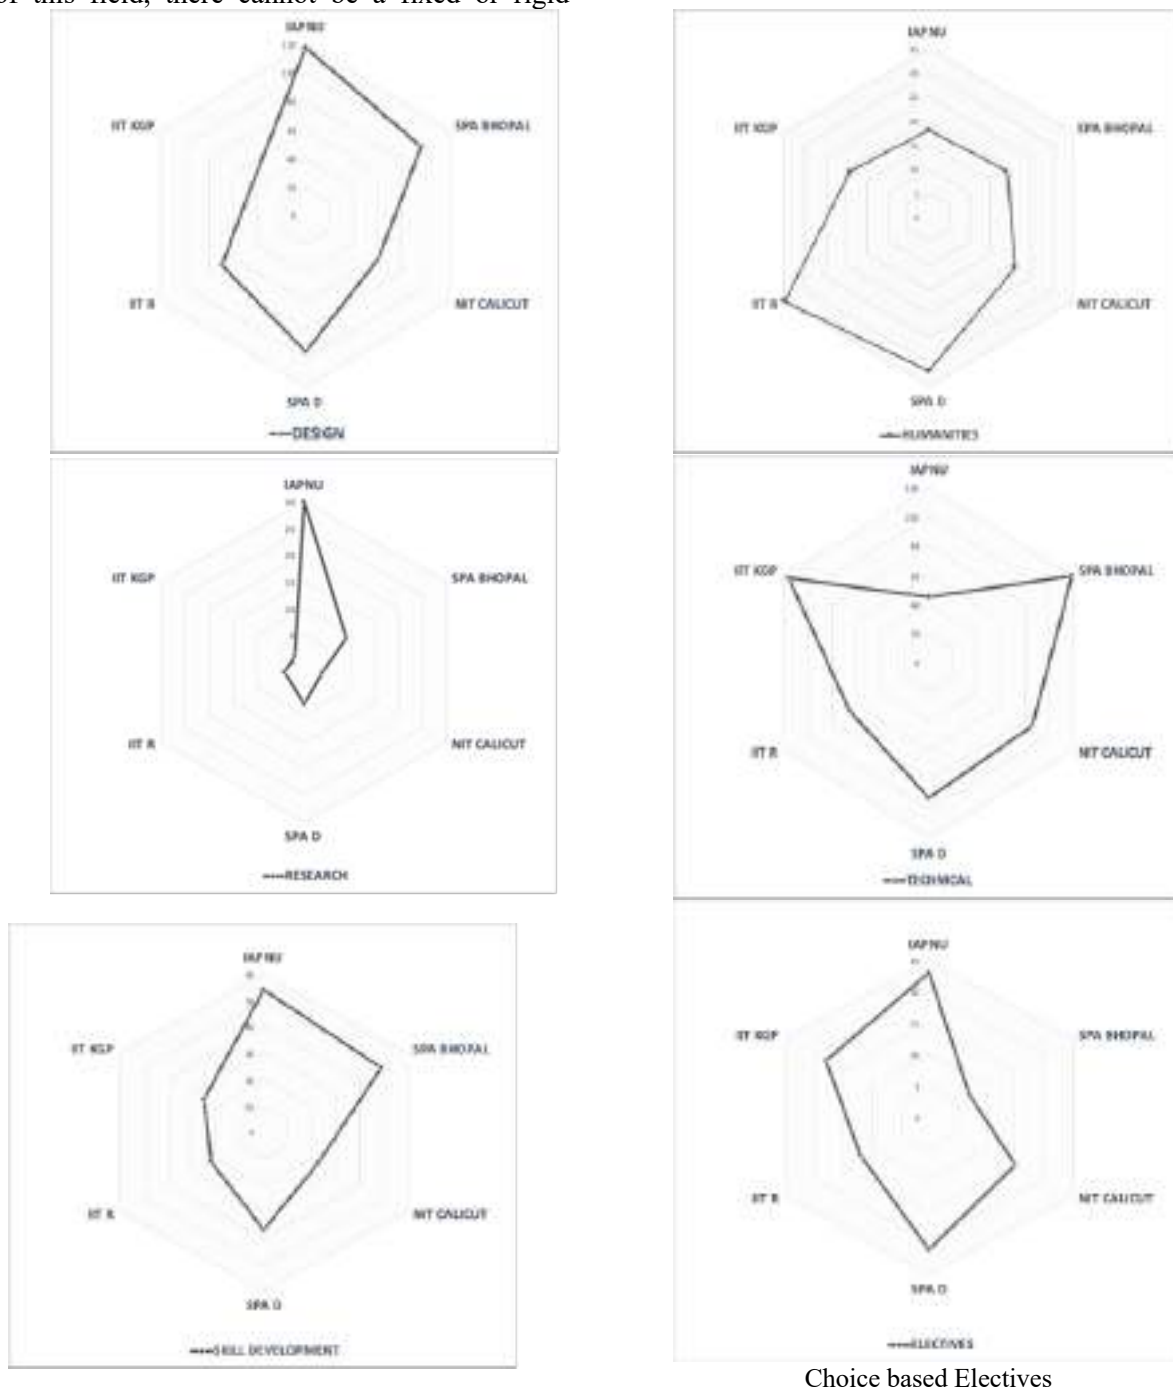 of this field, there cannot be a fixed or rigid
IAPNU
IIT KGP
SPA BHOPAL
IIT R
NIT CALICUT
SPA D
DESIGN
IAPNU
IIT KGP
SPA BHOPAL
IIT R
NIT CALICUT
SPA D
HUMANITIES
IAPNU
IIT KGP
SPA BHOPAL
IIT R
NIT CALICUT
SPA D
RESEARCH
IAPNU
IIT KGP
SPA BHOPAL
IIT R
NIT CALICUT
SPA D
TECHNICAL
IAPNU
IIT KGP
SPA BHOPAL
IIT R
NIT CALICUT
SPA D
SKILL DEVELOPMENT
IAPNU
IIT KGP
SPA BHOPAL
IIT R
NIT CALICUT
SPA D
ELECTIVES
Choice based Electives